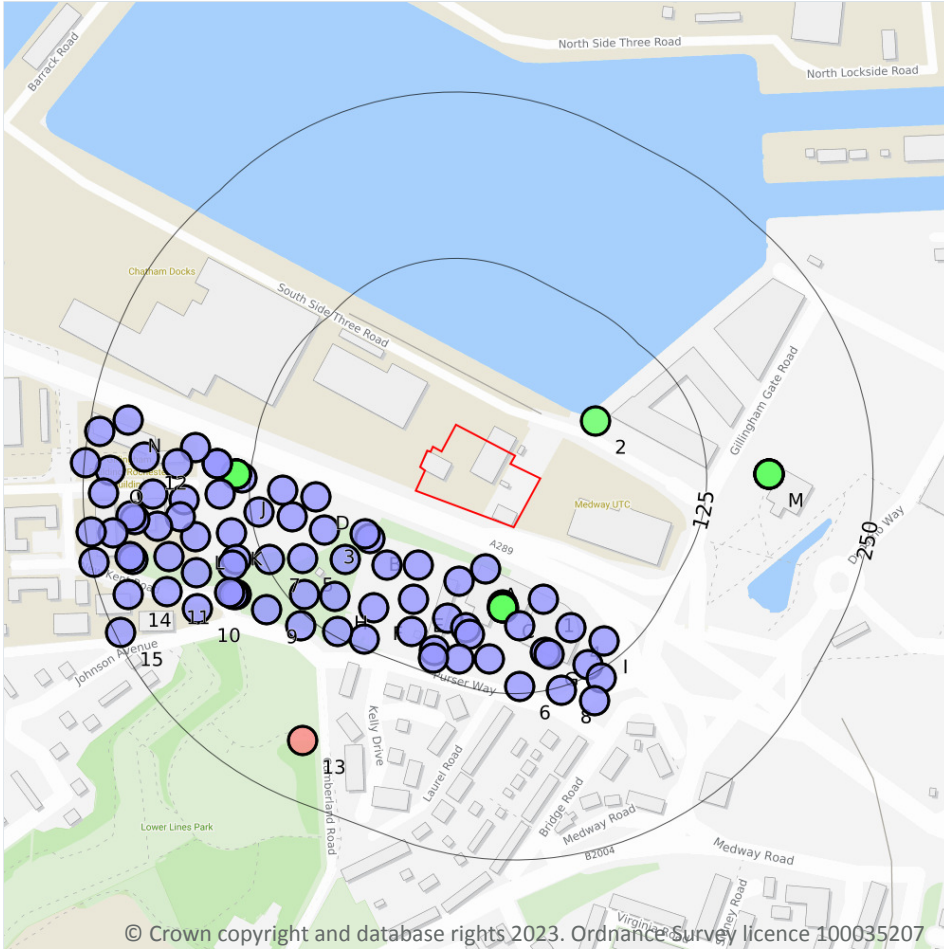 Barrack Road
North Side Three Road
North Lockside Road
Chatham Docks
South Side Three Road
Gillingham Gate Road
2
M
125
250
Medway UTC
A289
N
12
O
J
D
K
L
3
B
7
5
A
1
C
E
H
F
I
G
6
8
9
10
11
14
15
13
Kent Road
Johnson Avenue
Purser Way
Kelly Drive
Laurel Road
Bridge Road
Medway Road
Medway Road
B2004
Lower Lines Park
© Crown copyright and database rights 2023. Ordnance Survey licence 100035207